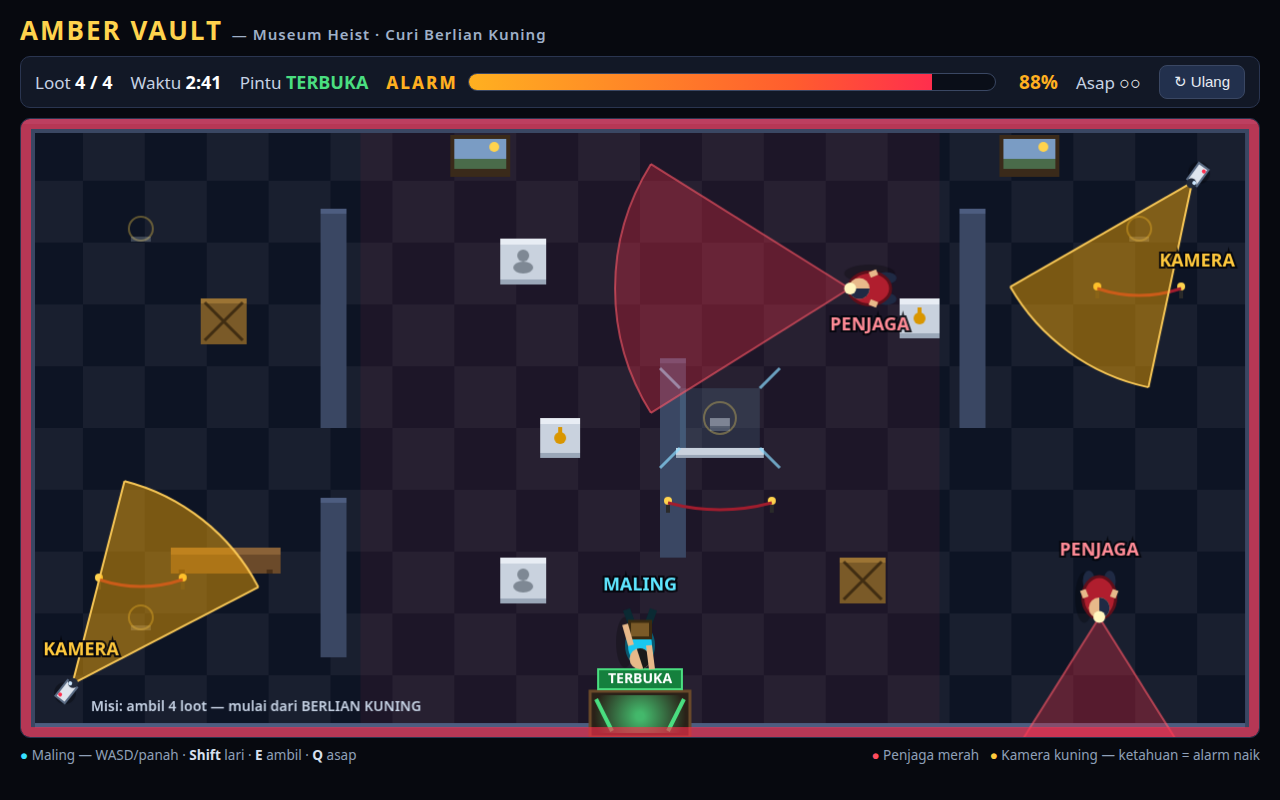 AMBER VAULT — Museum Heist · Curi Berlian Kuning
Loot 4 / 4 Waktu 2:41 Pintu TERBUKA ALARM 88% Asap ○○ ↻ Ulang
KAMERA
PENJAGA
PENJAGA
MALING
KAMERA
TERBUKA
Misi: ambil 4 loot — mulai dari BERLIAN KUNING
● Maling — WASD/panah · Shift lari · E ambil · Q asap
● Penjaga merah ● Kamera kuning — ketahuan = alarm naik